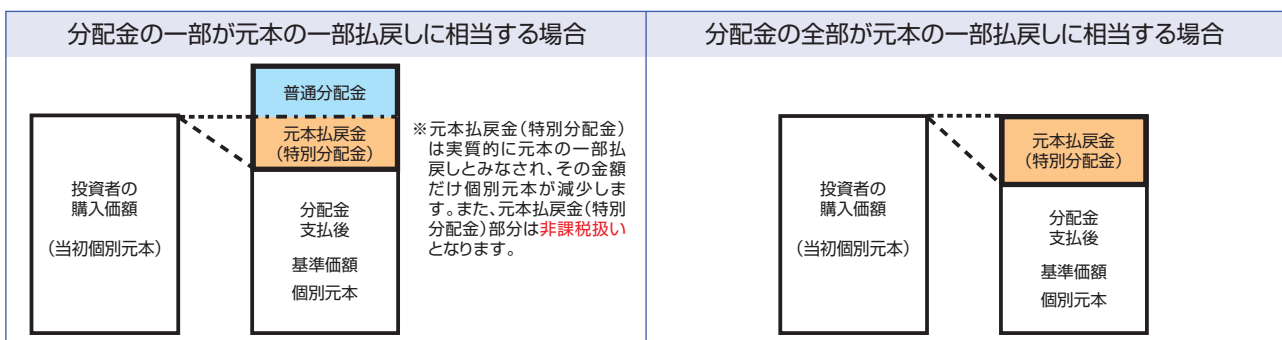 分配金の一部が元本の一部払戻しに相当する場合
普通分配金
元本払戻金
（特別分配金）
投資者の
購入価額
（当初個別元本）
分配金
支払後
基準価額
個別元本
※元本払戻金（特別分配金）
は実質的に元本の一部払
戻しとみなされ、その金額
だけ個別元本が減少しま
す。また、元本払戻金（特別
分配金）部分は非課税扱い
となります。
分配金の全部が元本の一部払戻しに相当する場合
元本払戻金
（特別分配金）
投資者の
購入価額
（当初個別元本）
分配金
支払後
基準価額
個別元本